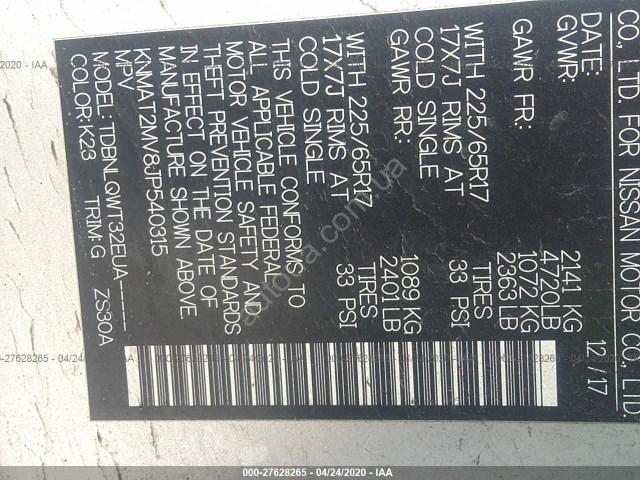 CO., LTD. FOR NISSAN MOTOR CO., LTD.
DATE: 12/17
GVWR: 2141 KG 4720LB
GAWR FR: 1072 KG 2363 LB
WITH 225/65R17 TIRES
17X7J RIMS AT 33 PSI
COLD SINGLE
GAWR RR: 1089 KG 2401 LB
WITH 225/65R17 TIRES
17X7J RIMS AT 33 PSI
COLD SINGLE
THIS VEHICLE CONFORMS TO
ALL APPLICABLE FEDERAL
MOTOR VEHICLE SAFETY AND
THEFT PREVENTION STANDARDS
IN EFFECT ON THE DATE OF
MANUFACTURE SHOWN ABOVE
KNMAT2MV8JP540315
MPV
MODEL: TDBNLQWT32EUA-----
COLOR: K23 TRIM: G ZS30A
000-27628265 - 04/24/2020 - IAA